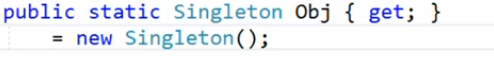 public static Singleton Obj { get; }
    = new Singleton();